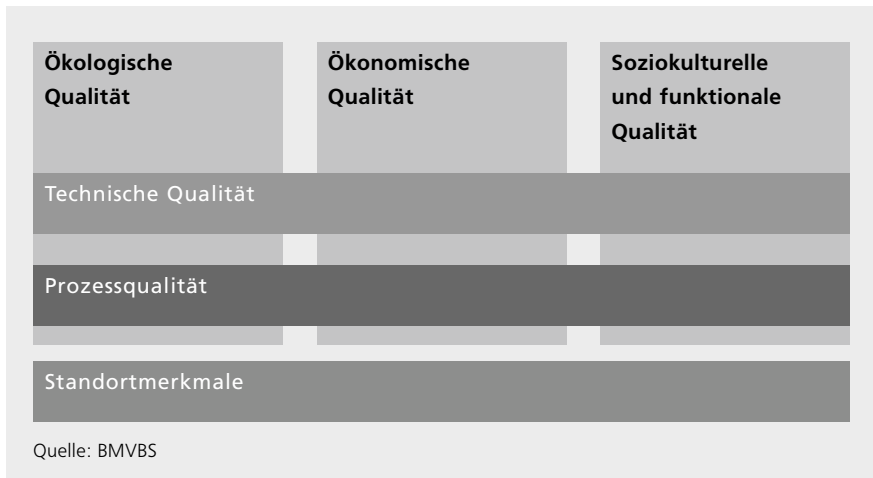 Ökologische
Qualität
Ökonomische
Qualität
Soziokulturelle
und funktionale
Qualität
Technische Qualität
Prozessqualität
Standortmerkmale
Quelle: BMVBS